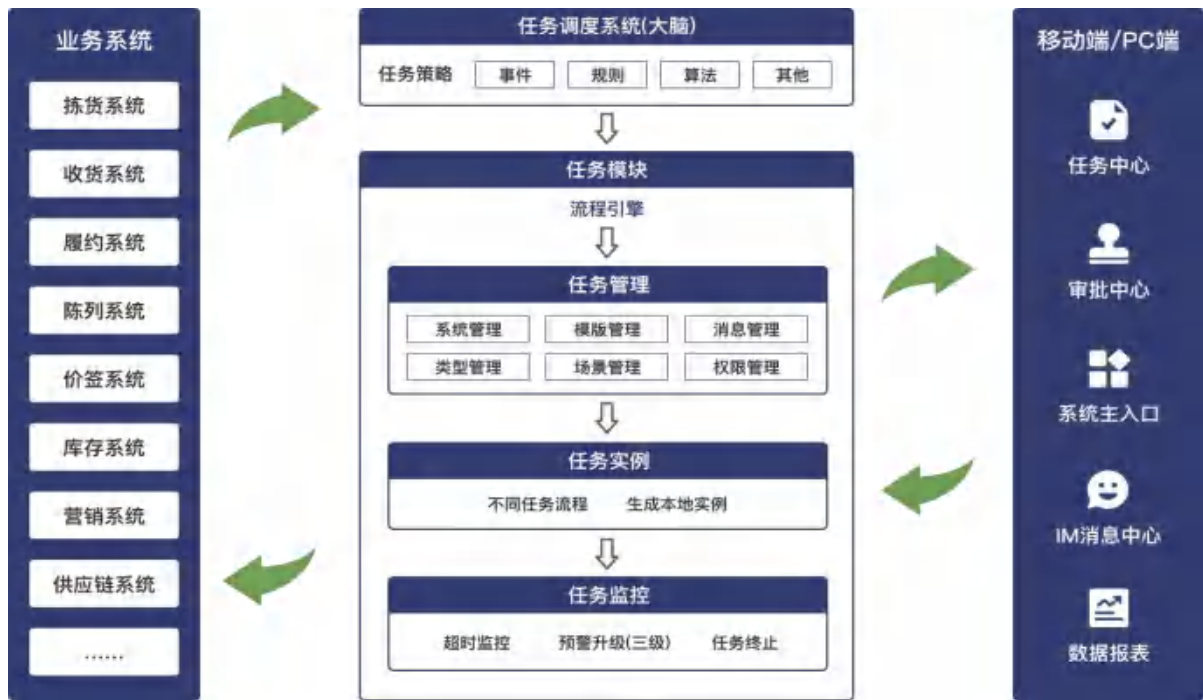 业务系统
拣货系统
收货系统
履约系统
陈列系统
价签系统
库存系统
营销系统
供应链系统
……
任务调度系统(大脑)
任务策略 事件 规则 算法 其他
任务模块
流程引擎
任务管理
系统管理 模版管理 消息管理
类型管理 场景管理 权限管理
任务实例
不同任务流程 生成本地实例
任务监控
超时监控 预警升级(三级) 任务终止
移动端/PC端
任务中心
审批中心
系统主入口
IM消息中心
数据报表